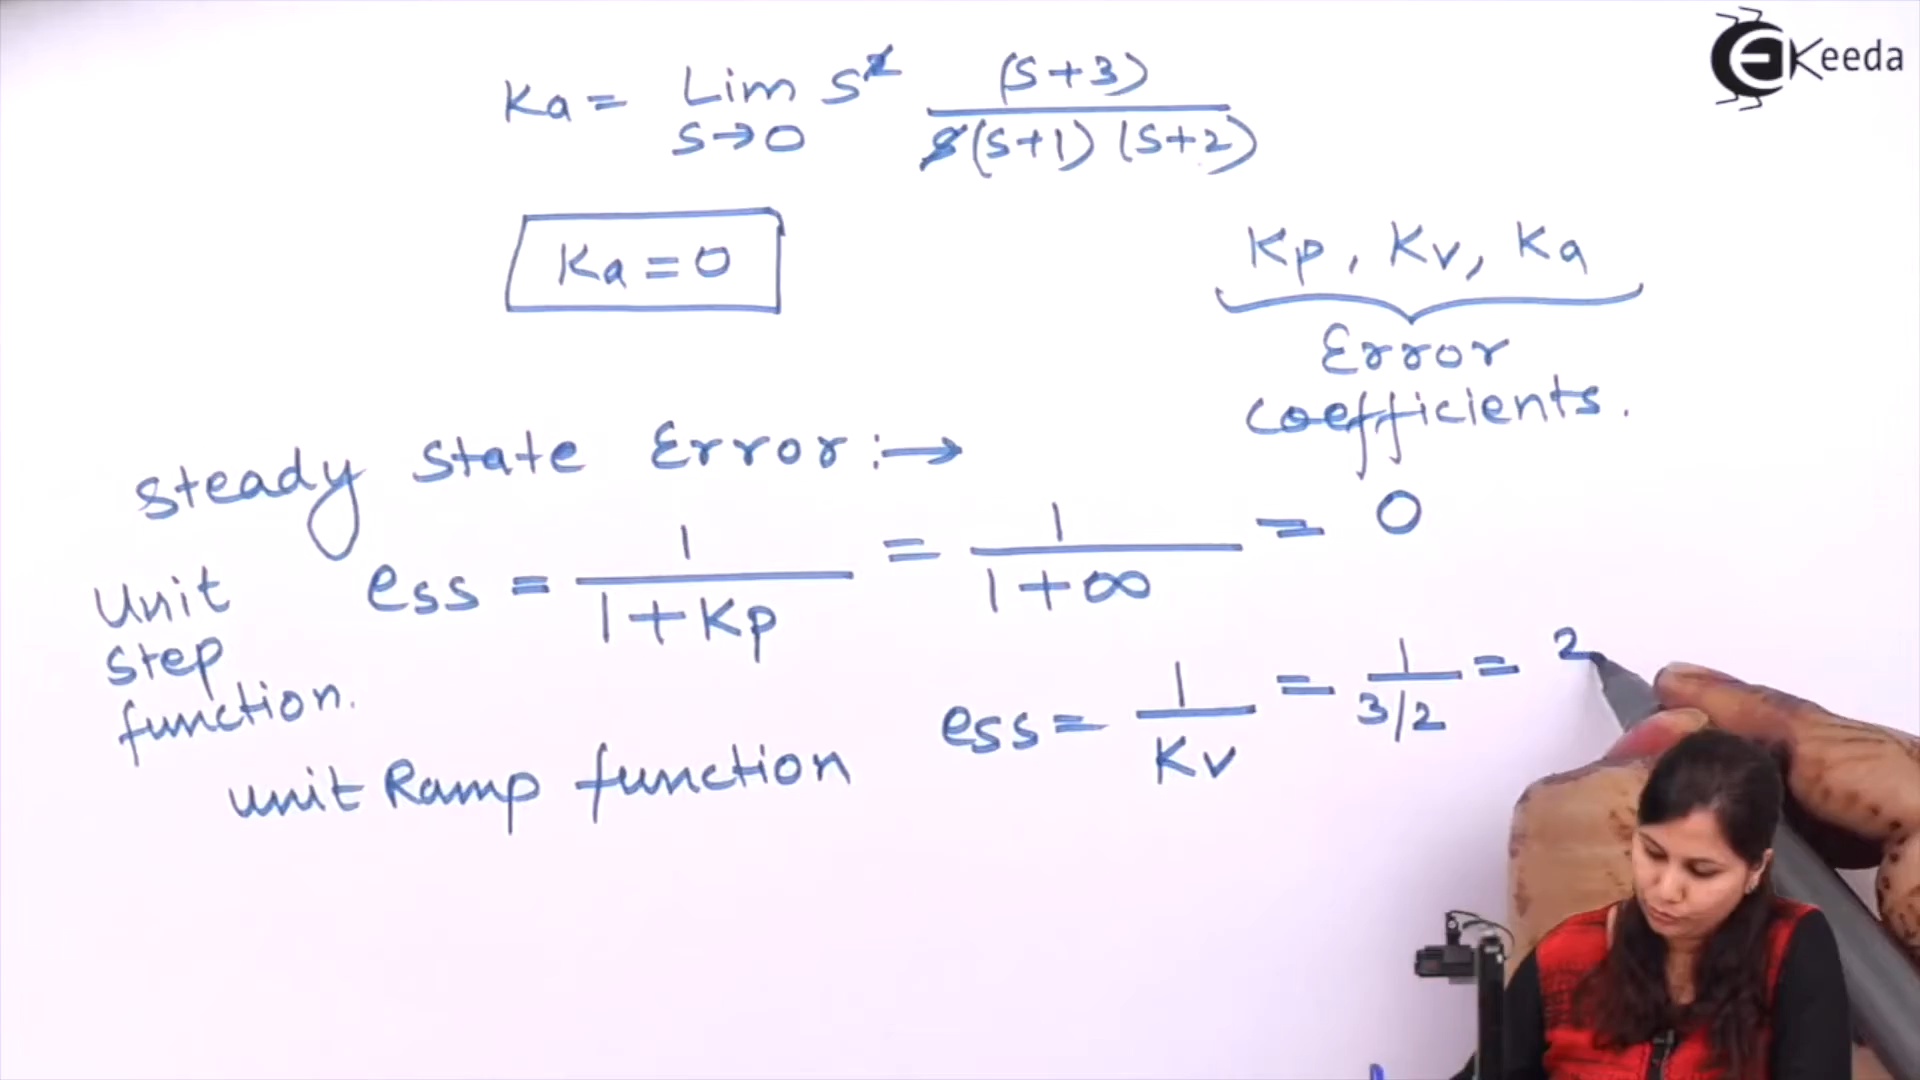 Keeda
Ka = Lim s→0 s² (s+3) / s(s+1)(s+2)
Ka = 0
Kp, Kv, Ka
Error
coefficients.
Steady State Error :→
Unit
step
function.
ess = 1 / 1+Kp = 1 / 1+∞ = 0
unit Ramp function ess = 1 / Kv = 1 / 3/2 = 2